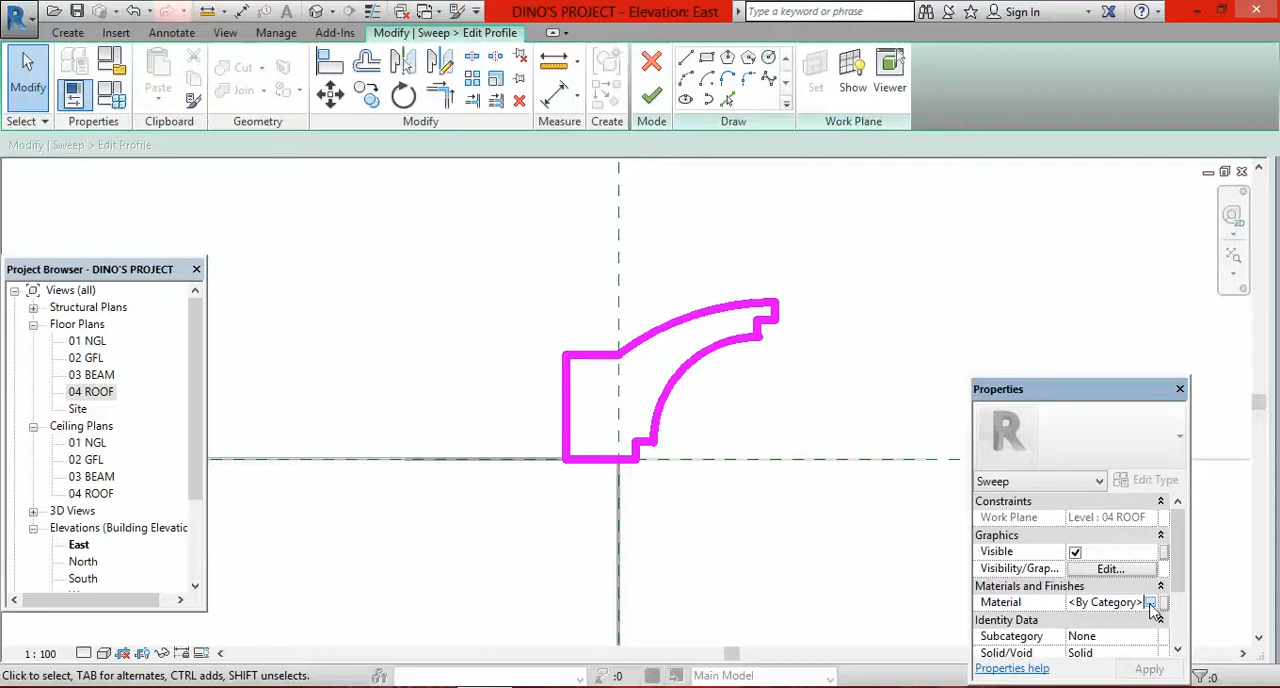 DINO'S PROJECT - Elevation: East
Type a keyword or phrase
Sign In
Create Insert Annotate View Manage Add-Ins Modify | Sweep > Edit Profile
Modify
Paste
Cut
Join
Set Show Viewer
Select Properties Clipboard Geometry Modify Measure Create Mode Draw Work Plane
Modify | Sweep > Edit Profile
2D
Project Browser - DINO'S PROJECT
Views (all)
Structural Plans
Floor Plans
01 NGL
02 GFL
03 BEAM
04 ROOF
Site
Ceiling Plans
01 NGL
02 GFL
03 BEAM
04 ROOF
3D Views
Elevations (Building Elevatic
East
North
South
Properties
R
Sweep Edit Type
Constraints
Work Plane Level : 04 ROOF
Graphics
Visible
Visibility/Grap... Edit...
Materials and Finishes
Material <By Category>
Identity Data
Subcategory None
Solid/Void Solid
Properties help Apply
1 : 100
Click to select, TAB for alternates, CTRL adds, SHIFT unselects.
:0
Main Model
:0